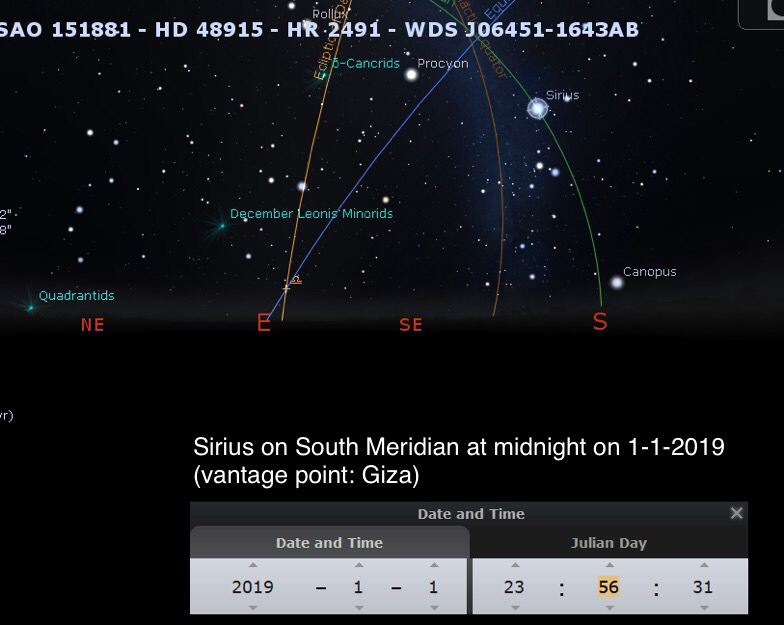 Pollux
SAO 151881 - HD 48915 - HR 2491 - WDS J06451-1643AB
δ-Cancrids
Procyon
Sirius
2".
8"
December Leonis Minorids
Ω
Canopus
Quadrantids
NE
E
SE
S
yr)
Sirius on South Meridian at midnight on 1-1-2019
(vantage point: Giza)
Date and Time
Date and Time
Julian Day
2019 - 1 - 1 23 : 56 : 31